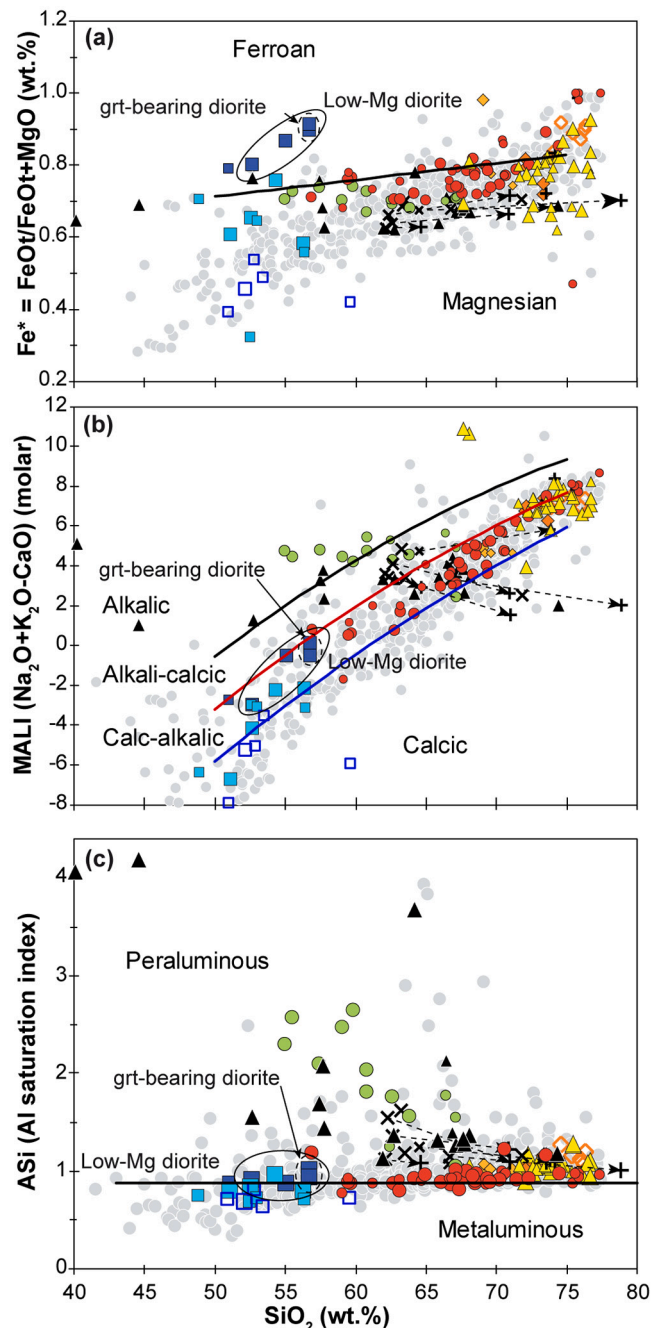 (a)
Ferroan
grt-bearing diorite
Low-Mg diorite
Magnesian
Fe* = FeOt/FeOt+MgO (wt.%)
1.2
1.0
0.8
0.6
0.4
0.2
(b)
grt-bearing diorite
Alkalic
Low-Mg diorite
Alkali-calcic
Calc-alkalic
Calcic
MALI (Na₂O+K₂O-CaO) (molar)
12
10
8
6
4
2
0
-2
-4
-6
-8
(c)
Peraluminous
grt-bearing diorite
Low-Mg diorite
Metaluminous
ASi (Al saturation index)
4
3
2
1
0
40 45 50 55 60 65 70 75 80
SiO₂ (wt.%)